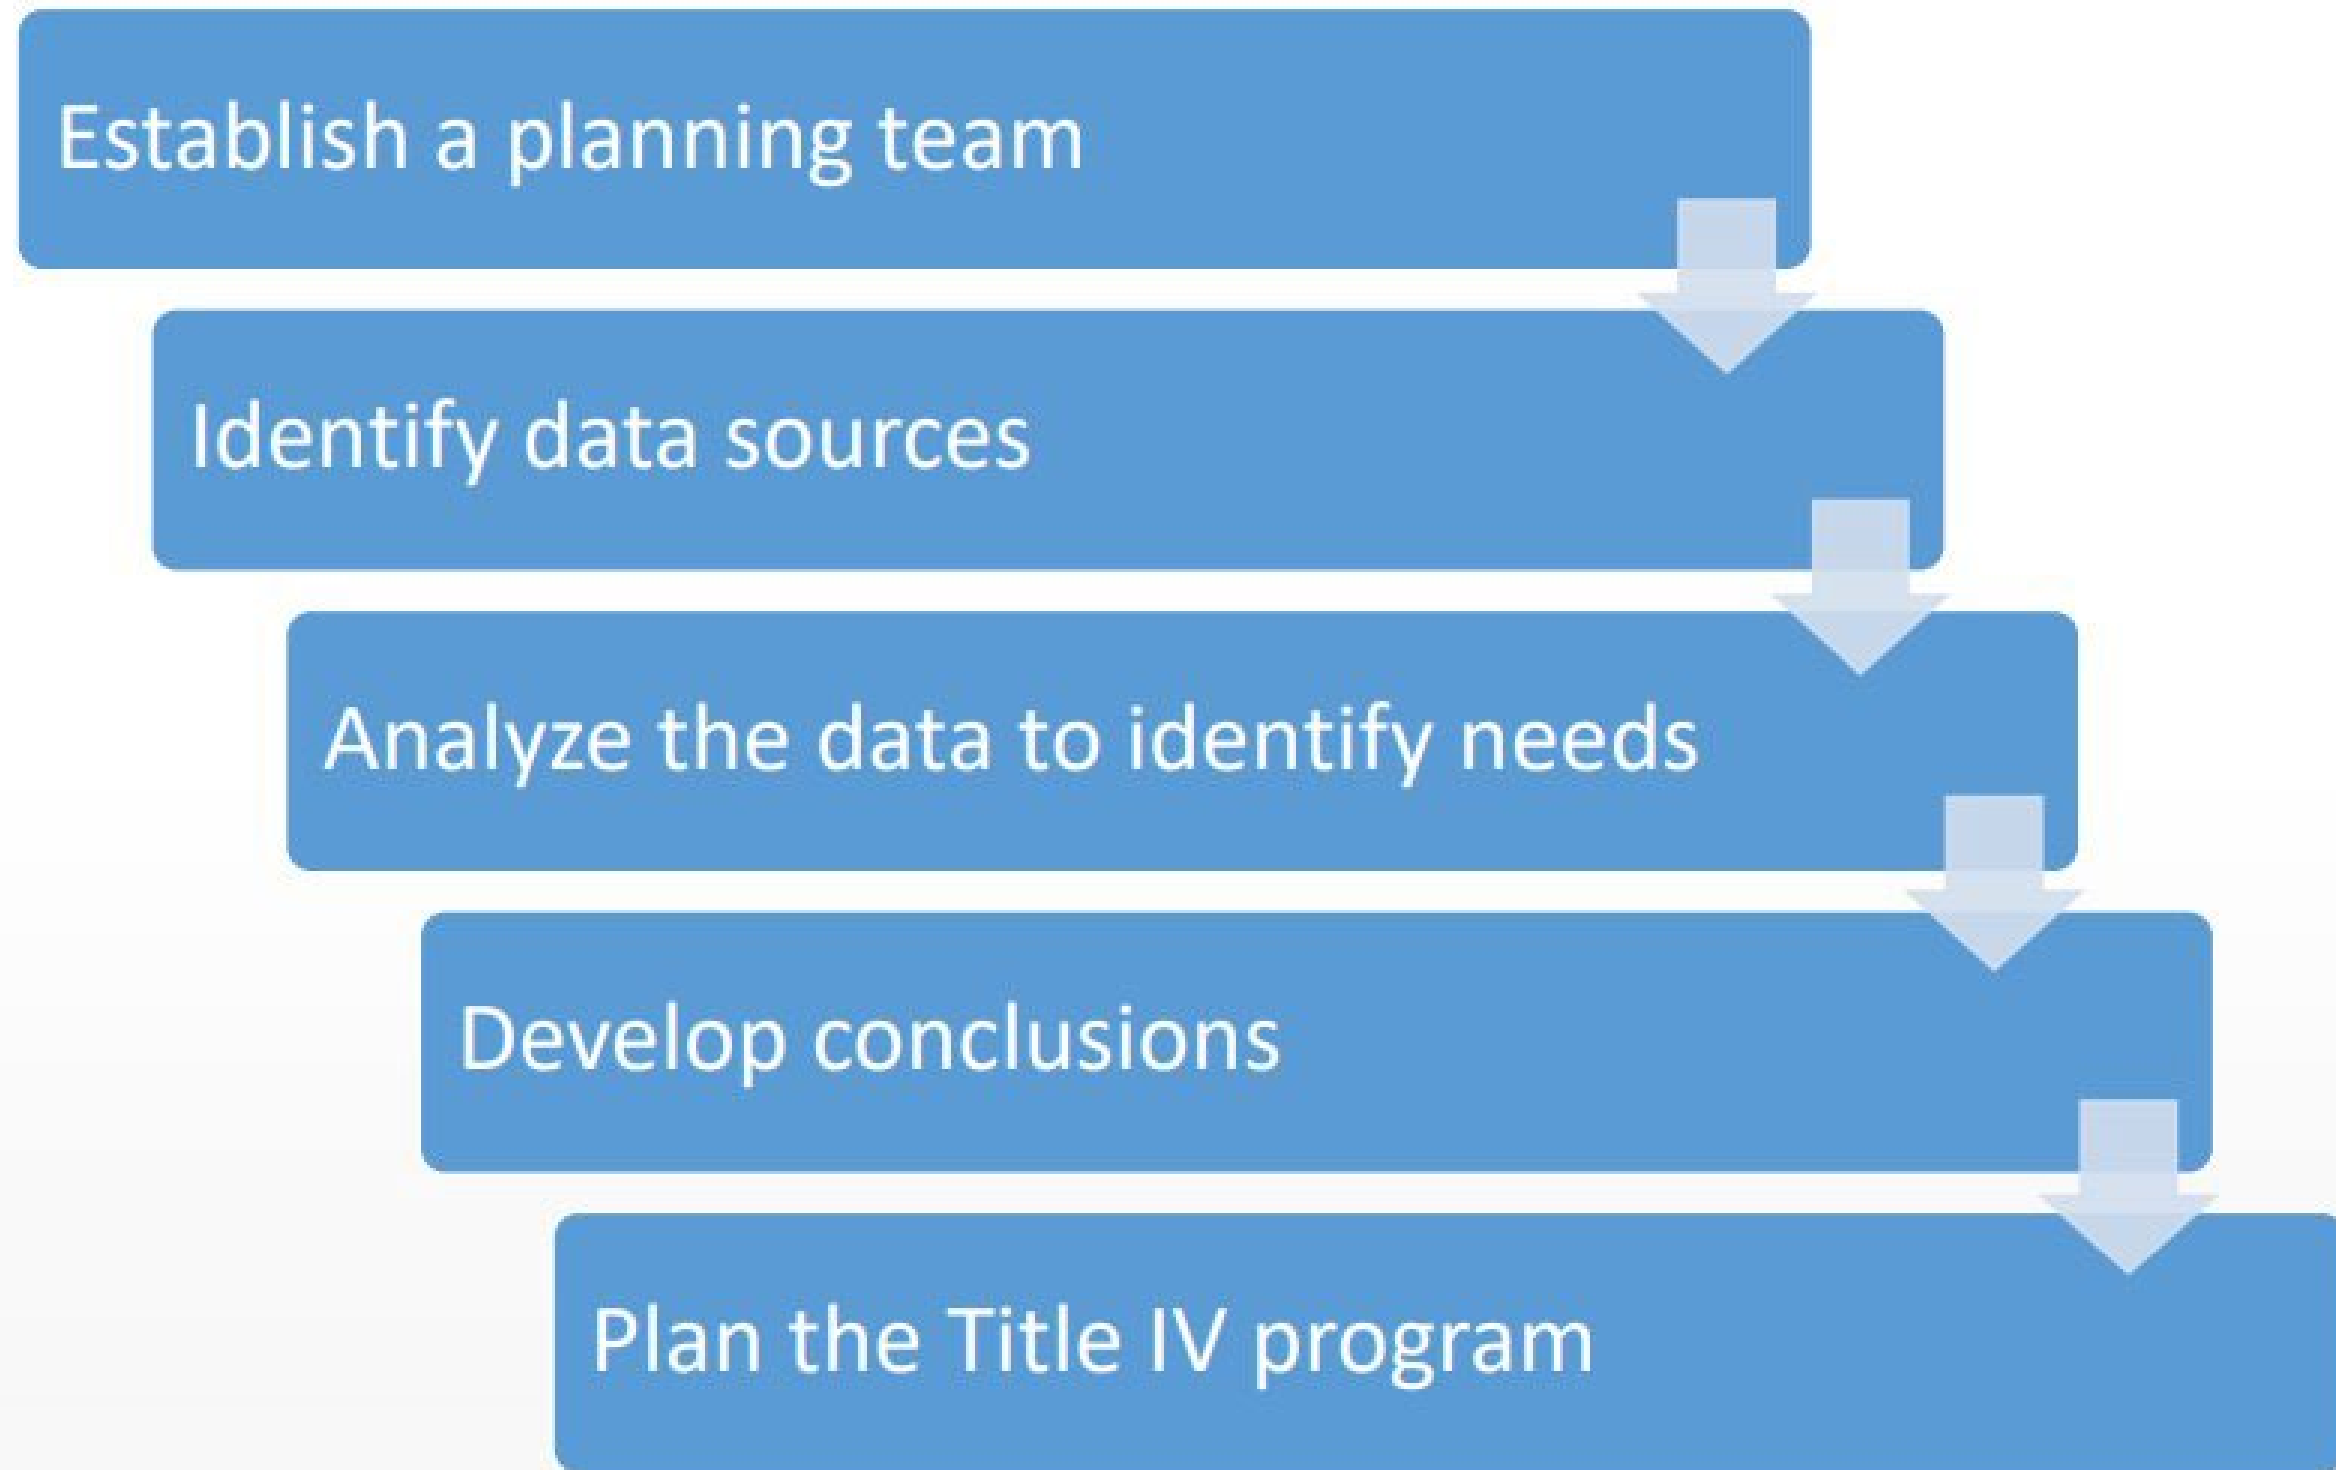 Establish a planning team
Identify data sources
Analyze the data to identify needs
Develop conclusions
Plan the Title IV program